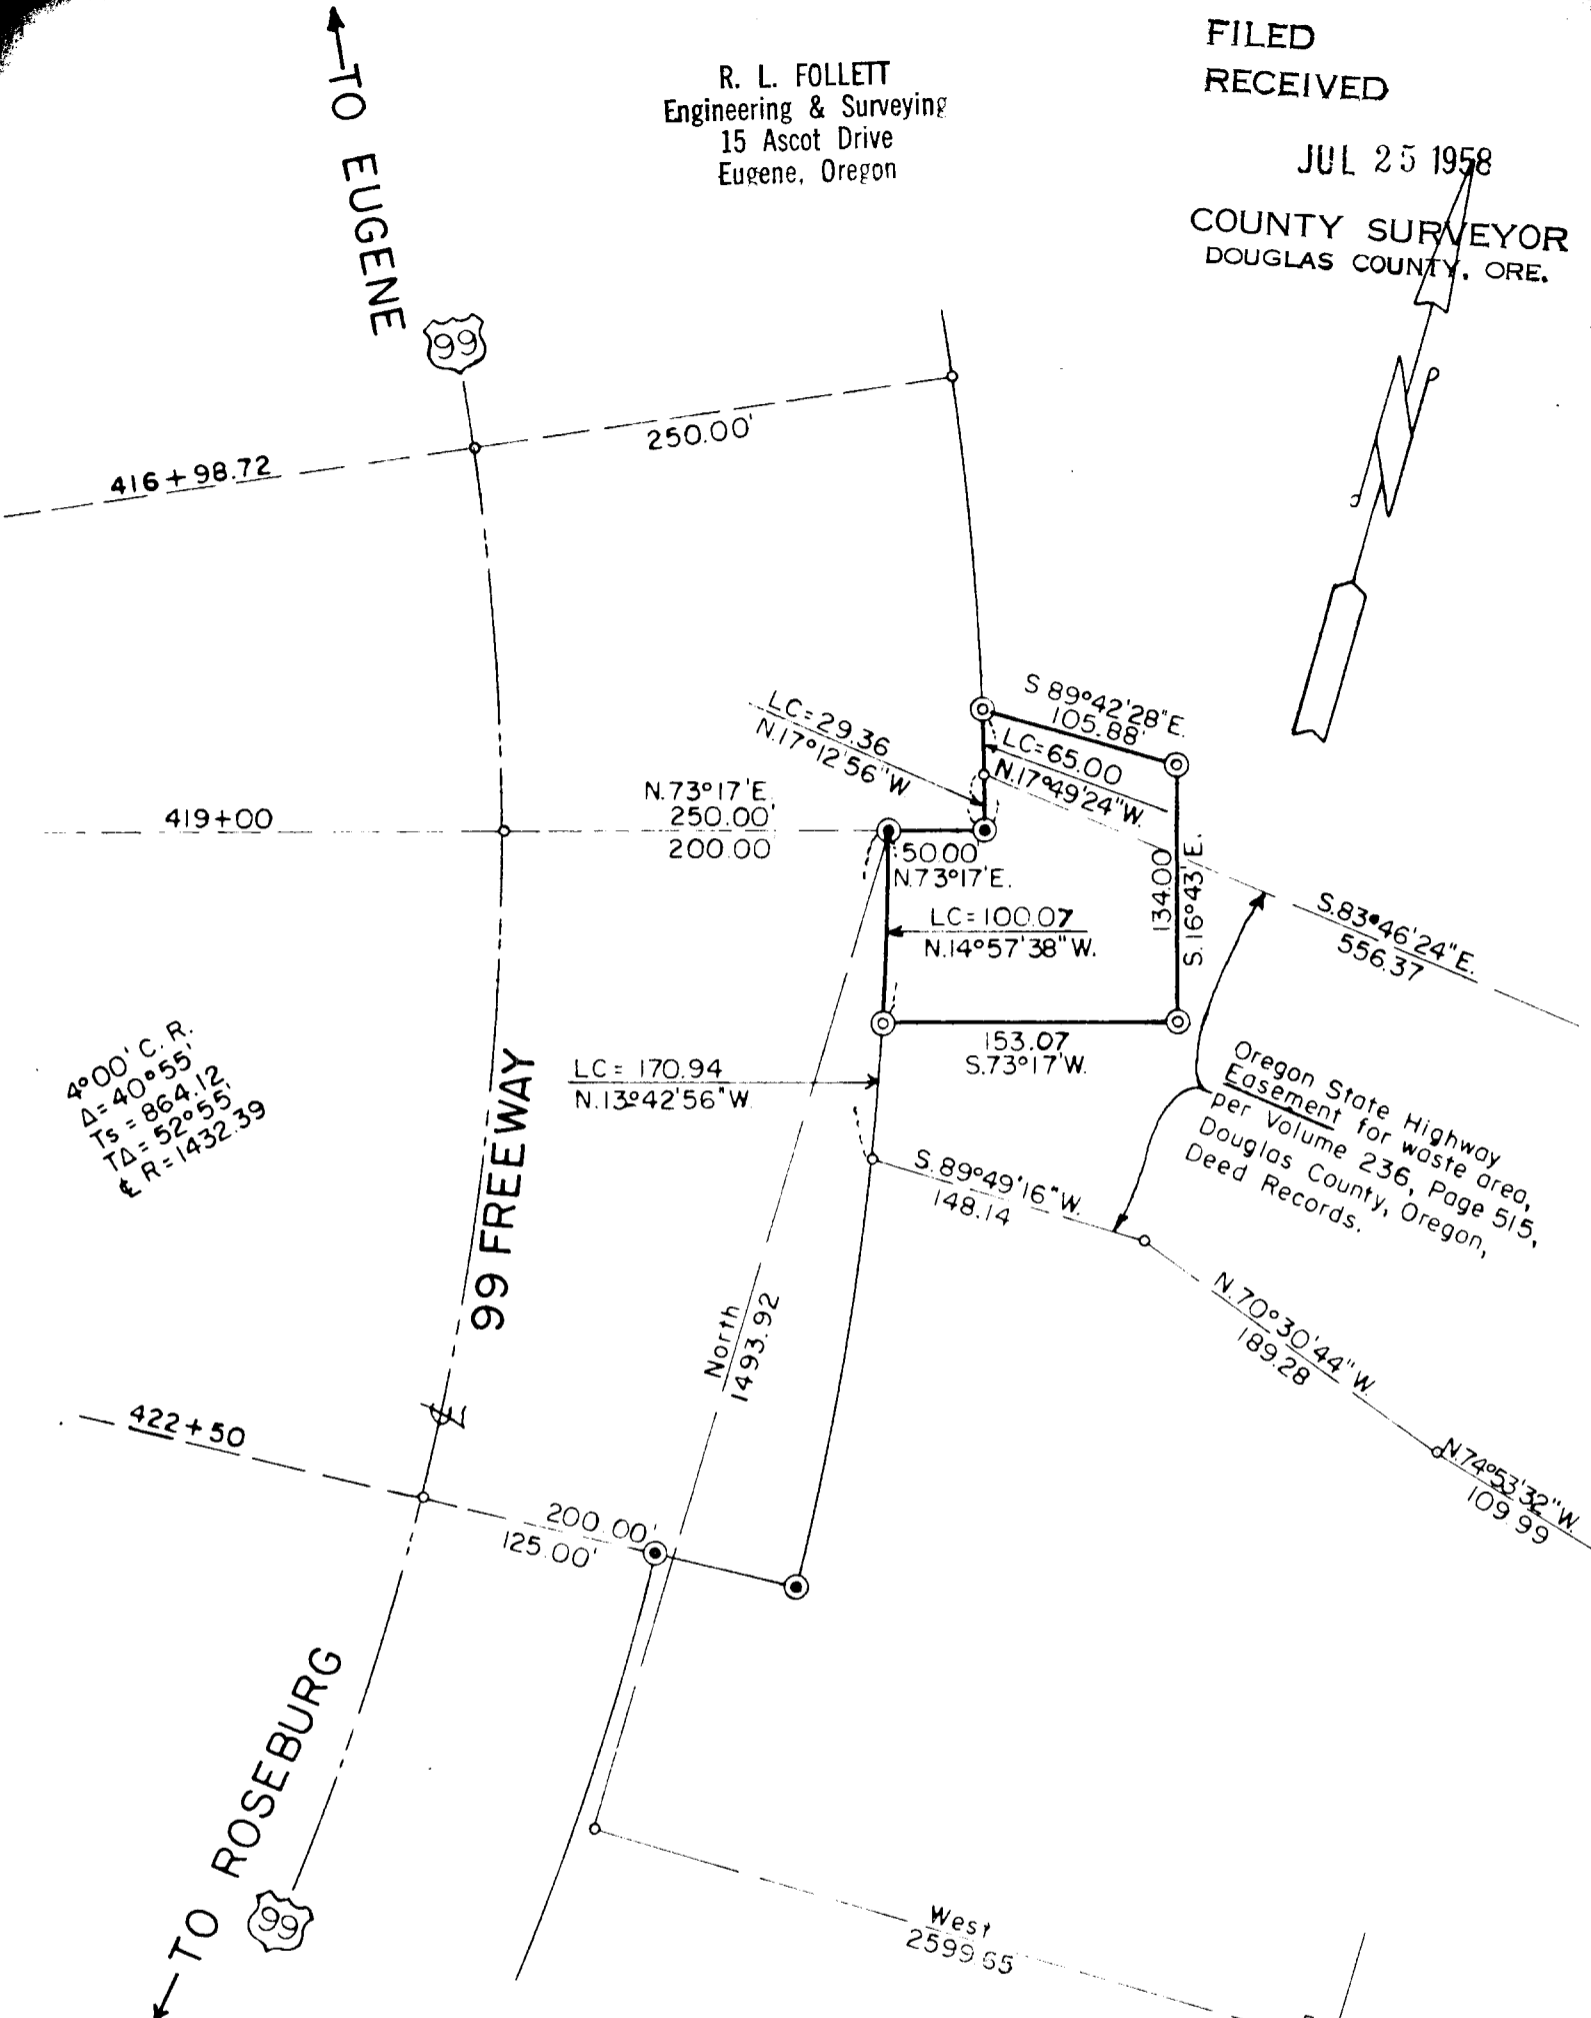 FILED
RECEIVED
JUL 25 1958
COUNTY SURVEYOR
DOUGLAS COUNTY, ORE.
R. L. FOLLETT
Engineering & Surveying
15 Ascot Drive
Eugene, Oregon
←TO EUGENE
99
N
250.00'
416+98.72
S 89°42'28"E.
105.88'
LC=29.36
N.17°12'56"W
LC=65.00
N.17°49'24"W.
N.73°17'E.
250.00'
200.00
419+00
50.00
N.73°17'E.
134.00
S.16°43'E.
LC=100.07
N.14°57'38"W.
S.83°46'24"E.
556.37
153.07
S.73°17'W.
LC= 170.94
N.13°42'56"W.
4°00' C. R.
Δ=40°55'
Ts = 864.12
TΔ=52°55'
℄ R=1432.39
99 FREEWAY
Oregon State Highway
Easement for waste area,
per Volume 236, Page 515,
Douglas County, Oregon,
Deed Records.
S.89°49'16"W.
148.14
N.70°30'44"W.
189.28
North
1493.92
℄
422+50
200.00'
125.00'
N.74°53'32"W.
109.99
←TO ROSEBURG
99
West
2599.65